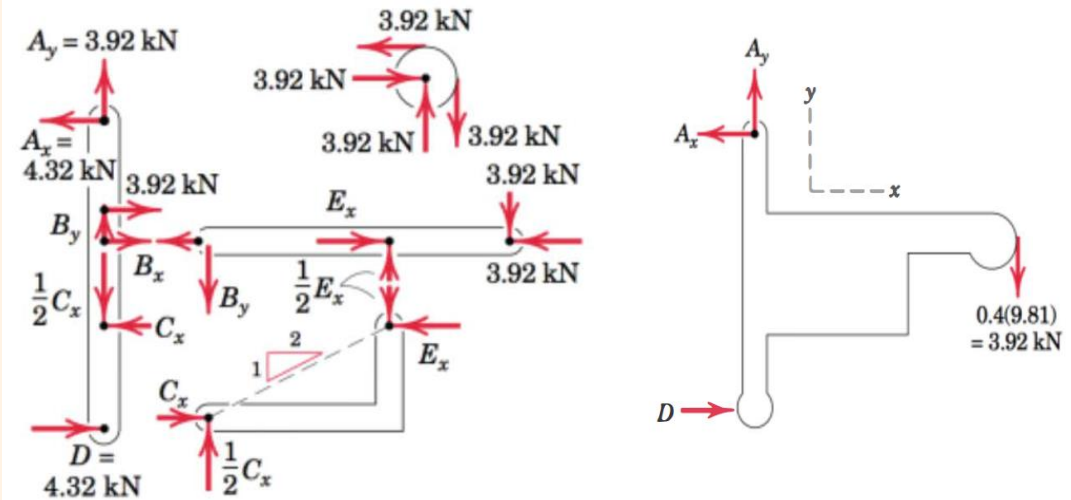 3.92 kN
A_y = 3.92 kN
3.92 kN
A_x =
4.32 kN
3.92 kN
3.92 kN
3.92 kN
3.92 kN
E_x
B_y
B_x
B_y
1/2 E_x
3.92 kN
1/2 C_x
C_x
2
1
E_x
C_x
D =
4.32 kN
1/2 C_x
A_y
y
A_x
x
0.4(9.81)
= 3.92 kN
D